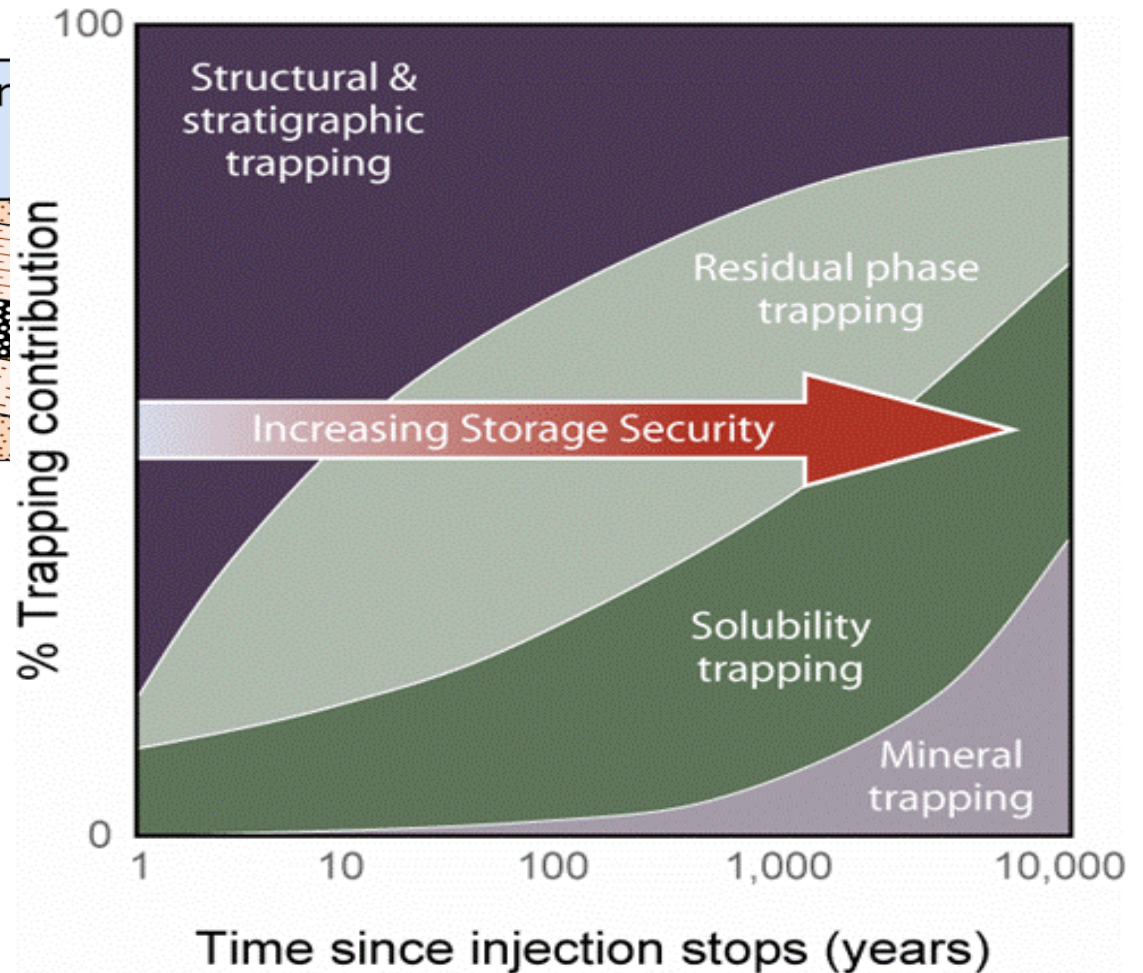 100
Structural &
stratigraphic
trapping
Residual phase
trapping
Increasing Storage Security
Solubility
trapping
Mineral
trapping
% Trapping contribution
0
1 10 100 1,000 10,000
Time since injection stops (years)